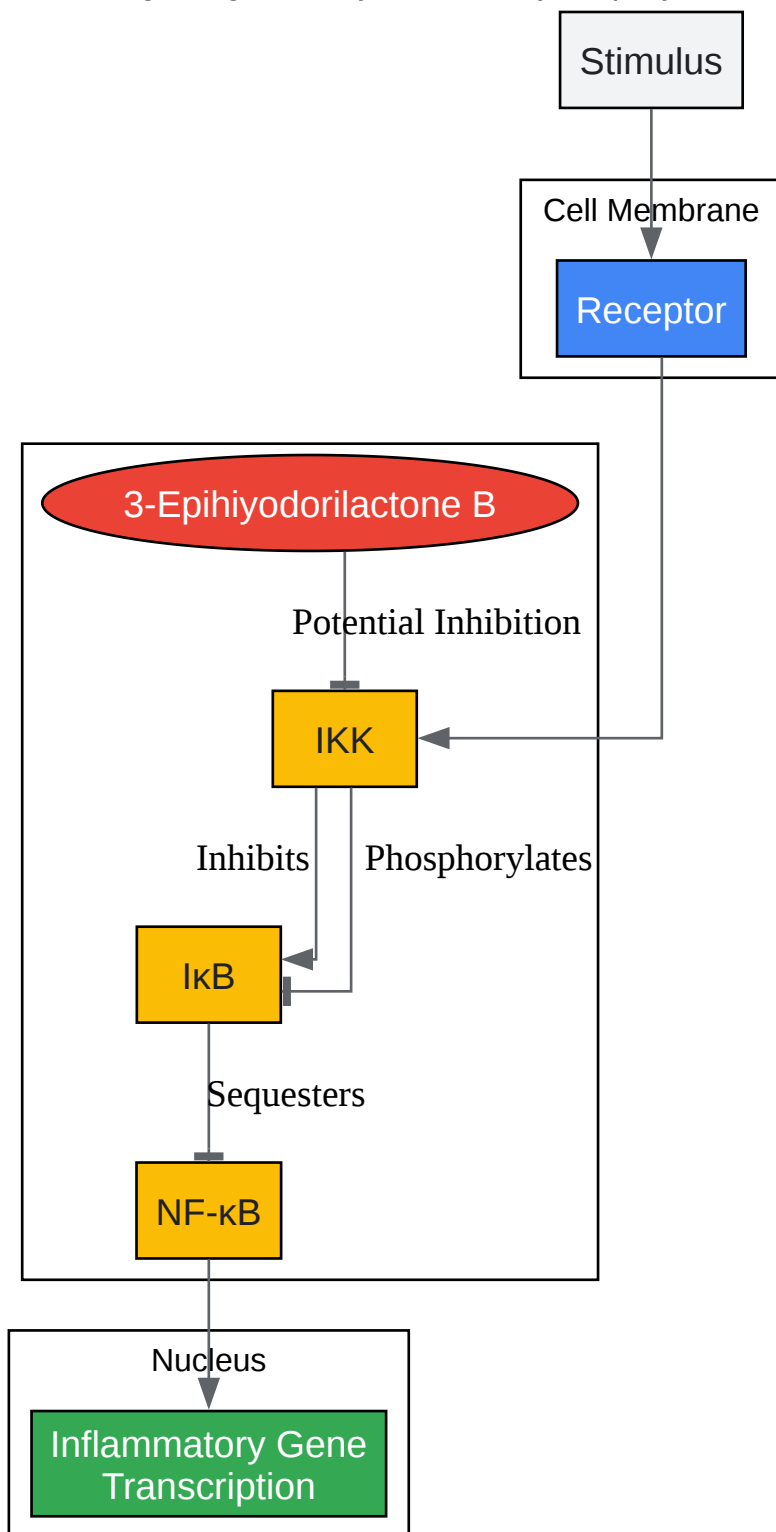 Stimulus
Cell Membrane
Receptor
3-Epihiyodorilactone B
Potential Inhibition
IKK
Inhibits
Phosphorylates
IκB
Sequesters
NF-κB
Nucleus
Inflammatory Gene
Transcription